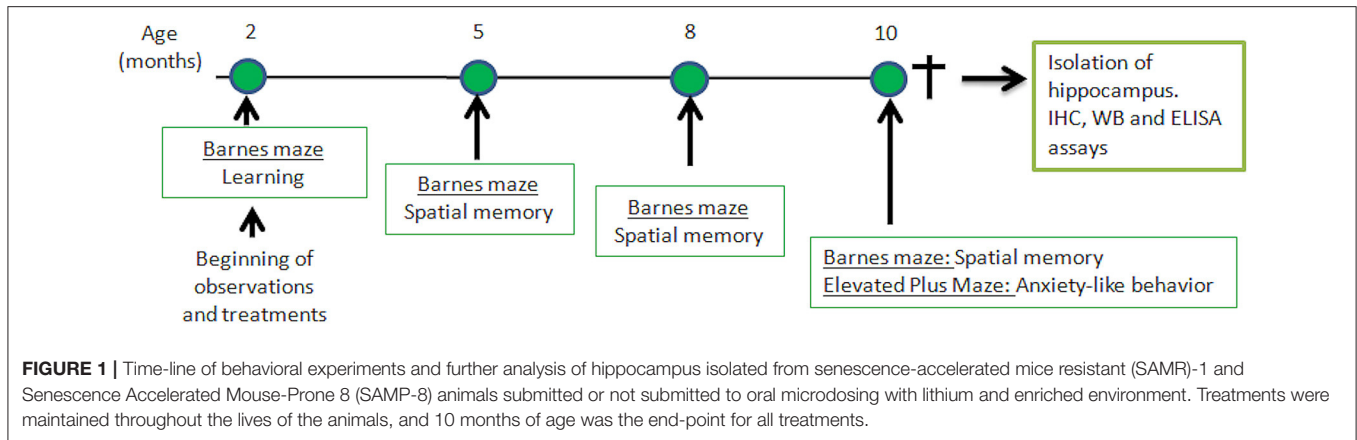 Age
(months)
2
5
8
10
Barnes maze
Learning
Beginning of
observations
and treatments
Barnes maze
Spatial memory
Barnes maze
Spatial memory
Barnes maze: Spatial memory
Elevated Plus Maze: Anxiety-like behavior
Isolation of
hippocampus.
IHC, WB and ELISA
assays
FIGURE 1 | Time-line of behavioral experiments and further analysis of hippocampus isolated from senescence-accelerated mice resistant (SAMR)-1 and
Senescence Accelerated Mouse-Prone 8 (SAMP-8) animals submitted or not submitted to oral microdosing with lithium and enriched environment. Treatments were
maintained throughout the lives of the animals, and 10 months of age was the end-point for all treatments.